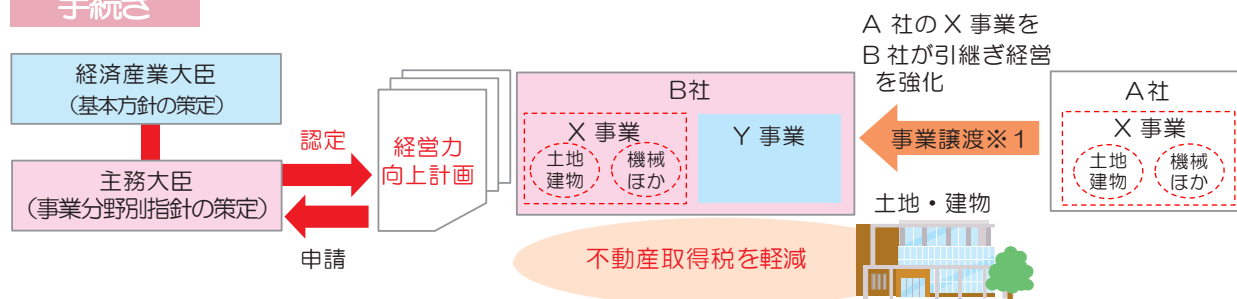 手続き
経済産業大臣
（基本方針の策定）
主務大臣
（事業分野別指針の策定）
認定
申請
経営力
向上計画
B社
X 事業
土地
建物
機械
ほか
Y 事業
A 社の X 事業を
B 社が引継ぎ経営
を強化
事業譲渡※１
A社
X 事業
土地
建物
機械
ほか
土地・建物
不動産取得税を軽減